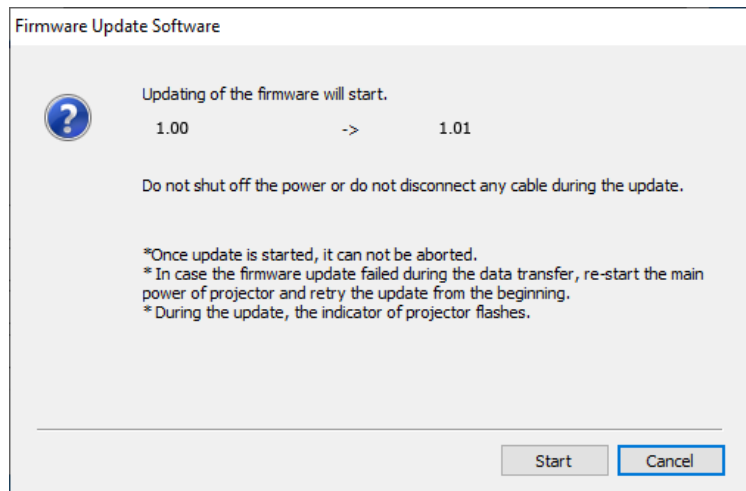 Firmware Update Software
Updating of the firmware will start.
1.00 -> 1.01
Do not shut off the power or do not disconnect any cable during the update.
*Once update is started, it can not be aborted.
* In case the firmware update failed during the data transfer, re-start the main
power of projector and retry the update from the beginning.
* During the update, the indicator of projector flashes.
Start Cancel